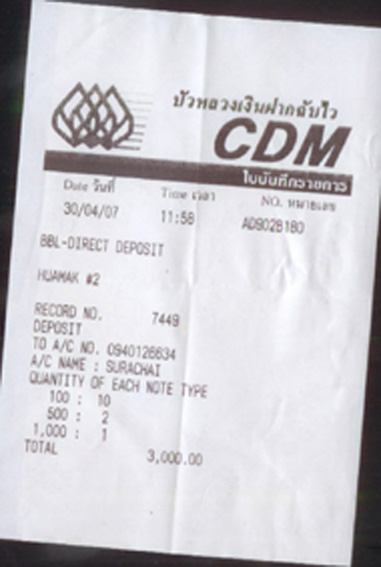 บัวหลวงเงินฝากฉับไว
CDM
ใบบันทึกรายการ
Date วันที่ Time เวลา NO. หมายเลข
30/04/07 11:58 AD9028180
BBL-DIRECT DEPOSIT
HUAMAK #2
RECORD NO. 7449
DEPOSIT
TO A/C NO. 0940126634
A/C NAME : SURACHAI
QUANTITY OF EACH NOTE TYPE
100 : 10
500 : 2
1,000 : 1
TOTAL 3,000.00